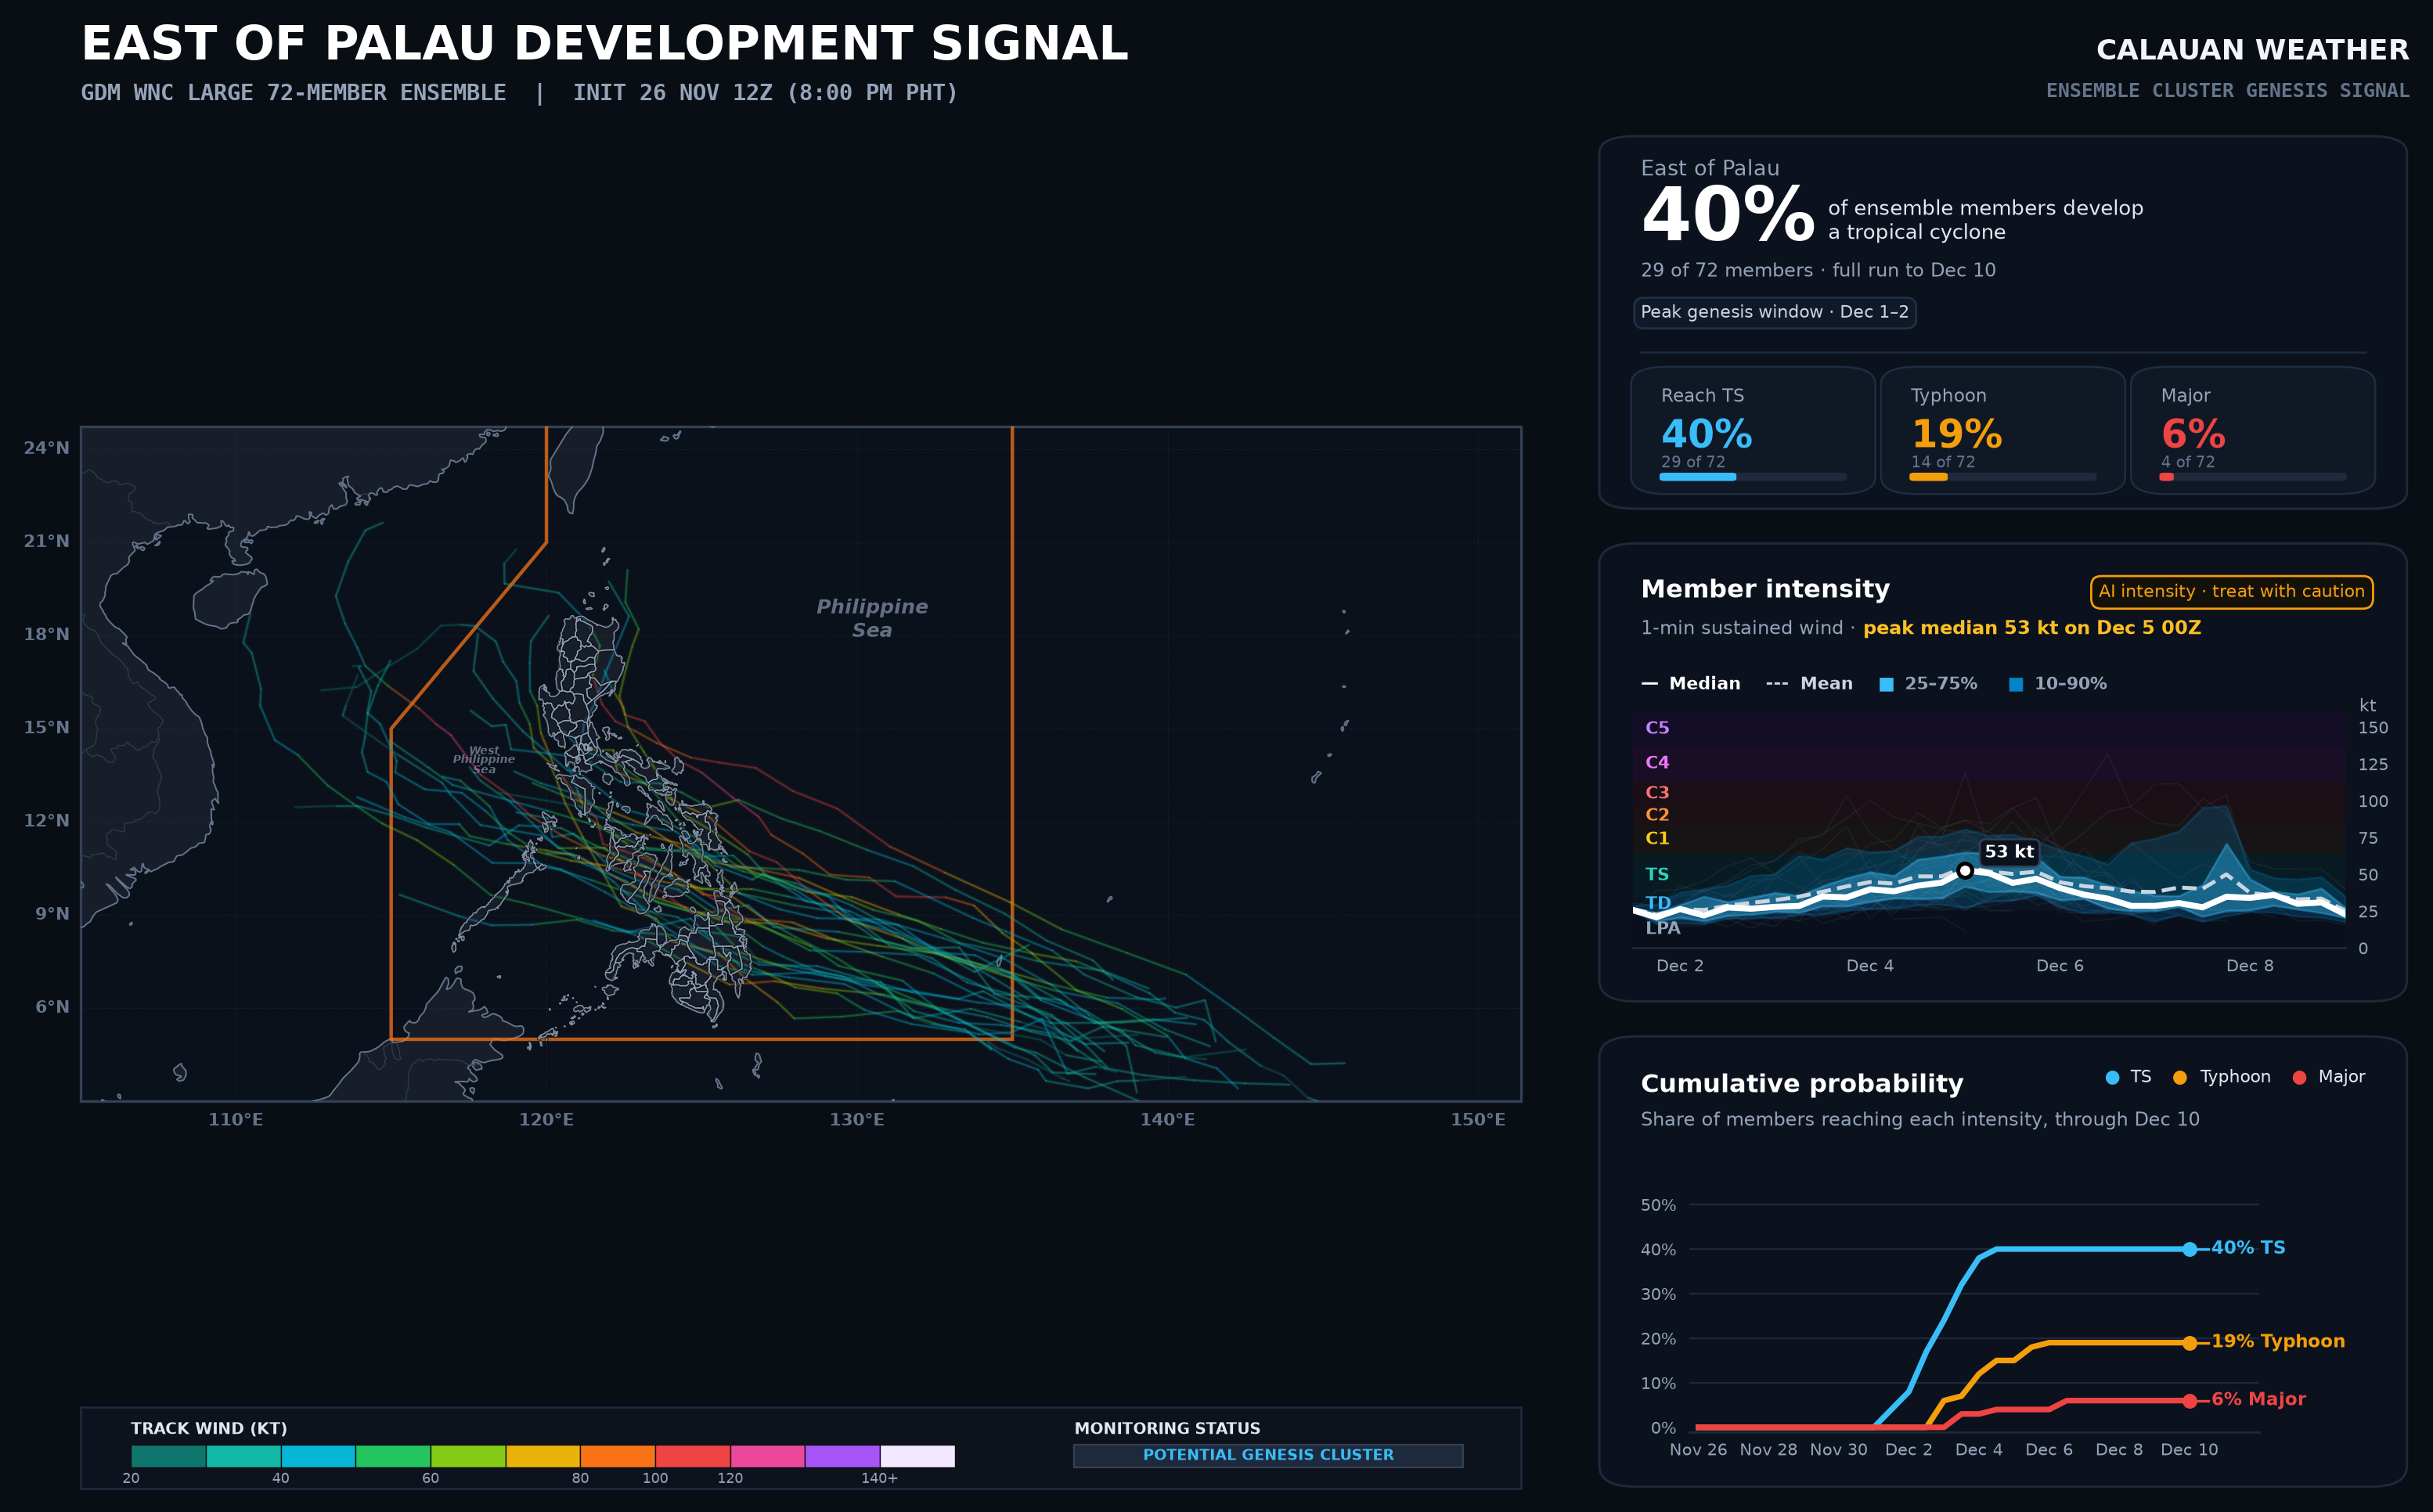 EAST OF PALAU DEVELOPMENT SIGNAL
GDM WNC LARGE 72-MEMBER ENSEMBLE | INIT 26 NOV 12Z (8:00 PM PHT)
CALAUAN WEATHER
ENSEMBLE CLUSTER GENESIS SIGNAL
24°N
21°N
18°N
15°N
12°N
9°N
6°N
110°E
120°E
130°E
140°E
150°E
Philippine
Sea
West
Philippine
Sea
TRACK WIND (KT)
20
40
60
80
100
120
140+
MONITORING STATUS
POTENTIAL GENESIS CLUSTER
East of Palau
40%
of ensemble members develop
a tropical cyclone
29 of 72 members · full run to Dec 10
Peak genesis window · Dec 1–2
Reach TS
40%
29 of 72
Typhoon
19%
14 of 72
Major
6%
4 of 72
Member intensity
AI intensity · treat with caution
1-min sustained wind · peak median 53 kt on Dec 5 00Z
Median
Mean
25–75%
10–90%
kt
C5
C4
C3
C2
C1
TS
TD
LPA
53 kt
150
125
100
75
50
25
0
Dec 2
Dec 4
Dec 6
Dec 8
Cumulative probability
TS
Typhoon
Major
Share of members reaching each intensity, through Dec 10
50%
40%
30%
20%
10%
0%
40% TS
19% Typhoon
6% Major
Nov 26
Nov 28
Nov 30
Dec 2
Dec 4
Dec 6
Dec 8
Dec 10